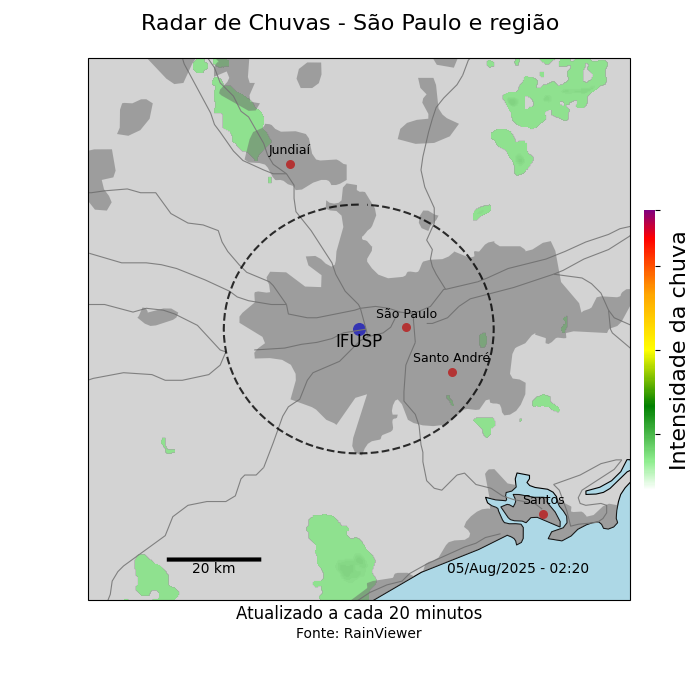 Radar de Chuvas - São Paulo e região
Jundiaí
São Paulo
IFUSP
Santo André
Santos
20 km
05/Aug/2025 - 02:20
Intensidade da chuva
Atualizado a cada 20 minutos
Fonte: RainViewer